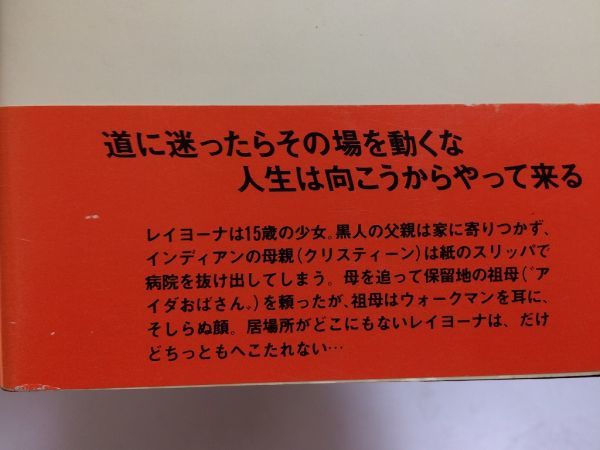 道に迷ったらその場を動くな
人生は向こうからやって来る
レイヨーナは15歳の少女。黒人の父親は家に寄りつかず、
インディアンの母親(クリスティーン)は紙のスリッパで
病院を抜け出してしまう。母を追って保留地の祖母(〝ア
イダおばさん〟)を頼ったが、祖母はウォークマンを耳に、
そしらぬ顔。居場所がどこにもないレイヨーナは、だけ
どちっともへこたれない…